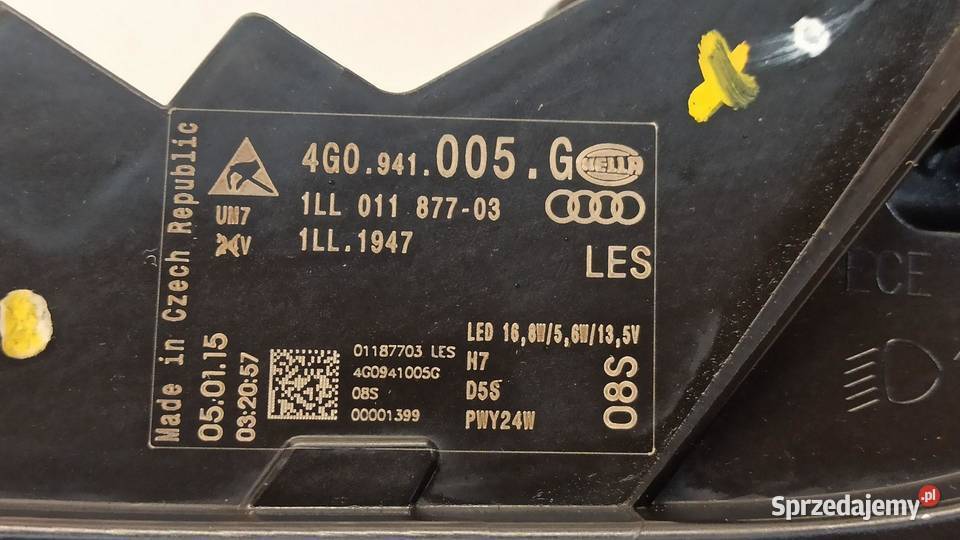 4G0.941.005.G
HELLA
1LL 011 877-03
1LL.1947
LES
UM7
24V
Made in Czech Republic
05.01.15
03:20:57
01187703 LES
4G0941005G
08S
00001399
LED 16,8W/5,6W/13,5V
H7
D5S
PWY24W
08S
ECE
Sprzedajemy.pl